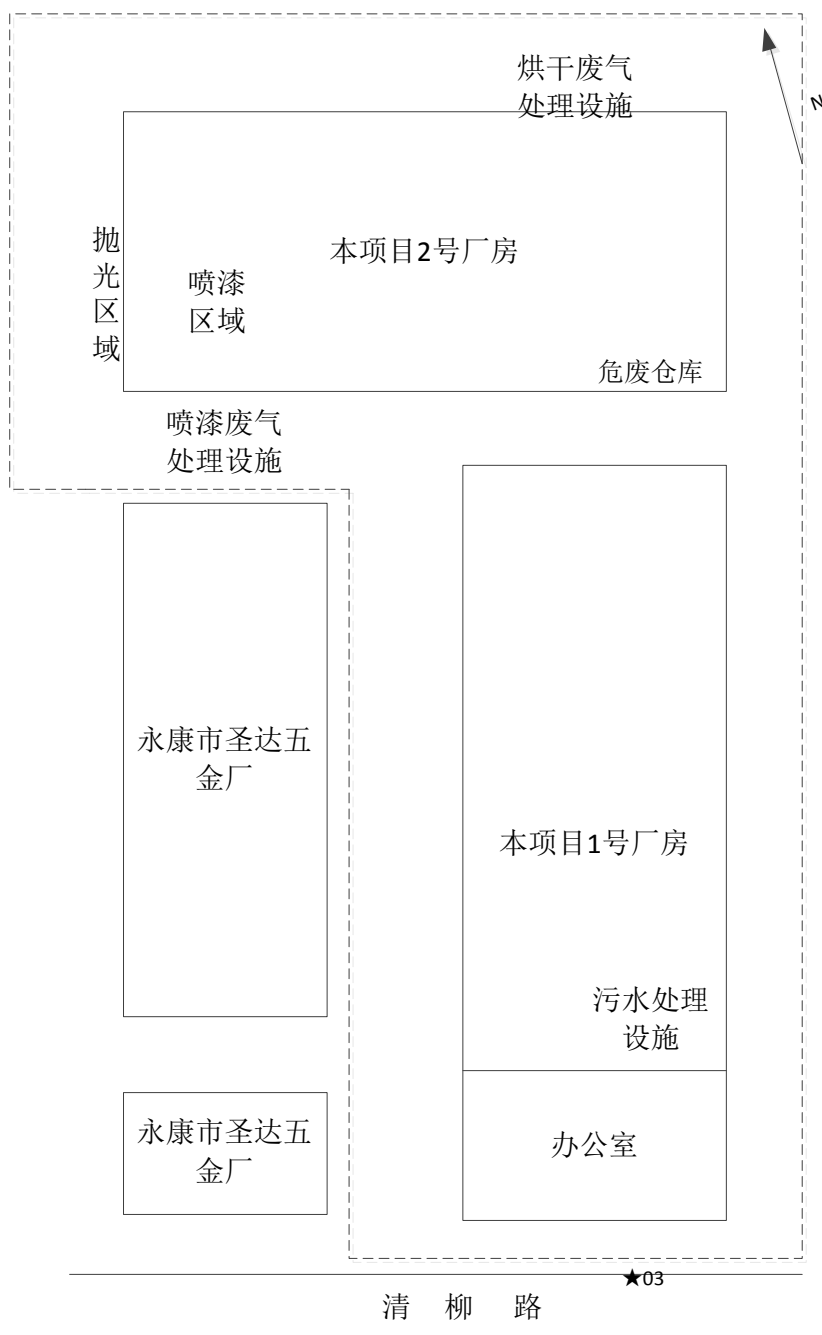 烘干废气
处理设施
N
抛光区域
本项目2号厂房
喷漆
区域
危废仓库
喷漆废气
处理设施
永康市圣达五
金厂
本项目1号厂房
污水处理
设施
永康市圣达五
金厂
办公室
★03
清 柳 路